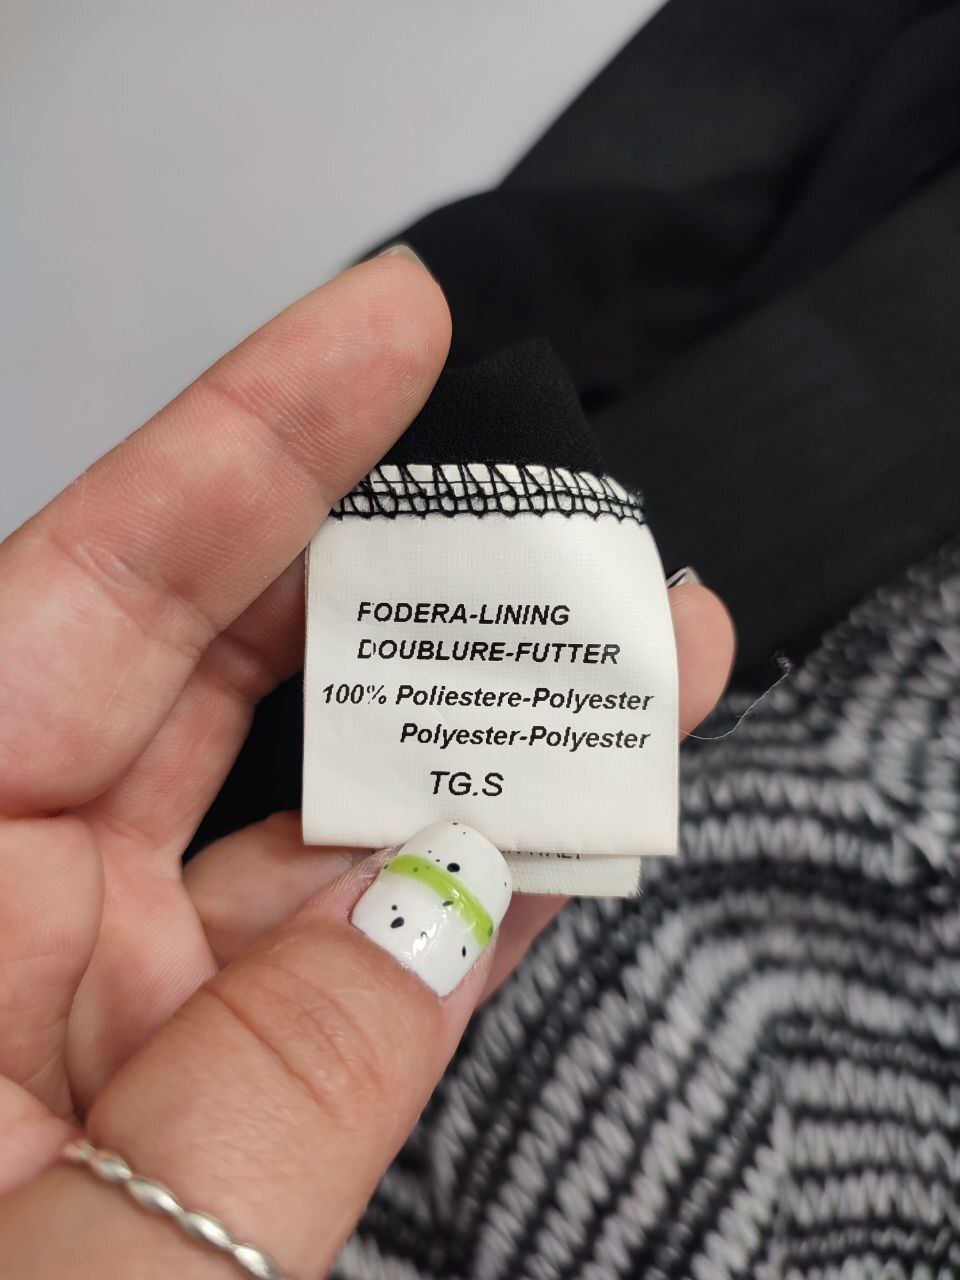 FODERA-LINING
DOUBLURE-FUTTER
100% Poliestere-Polyester
Polyester-Polyester
TG.S